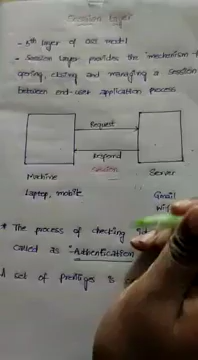 Session Layer
- 5th layer of OSI model
- Session Layer provides the mechanism
opening, closing and managing a session
between end-user application process
Request
Respond
Session
Machine
Server
Laptop, mobile
Gmail
* The process of checking
called as "Authentication
A set of is